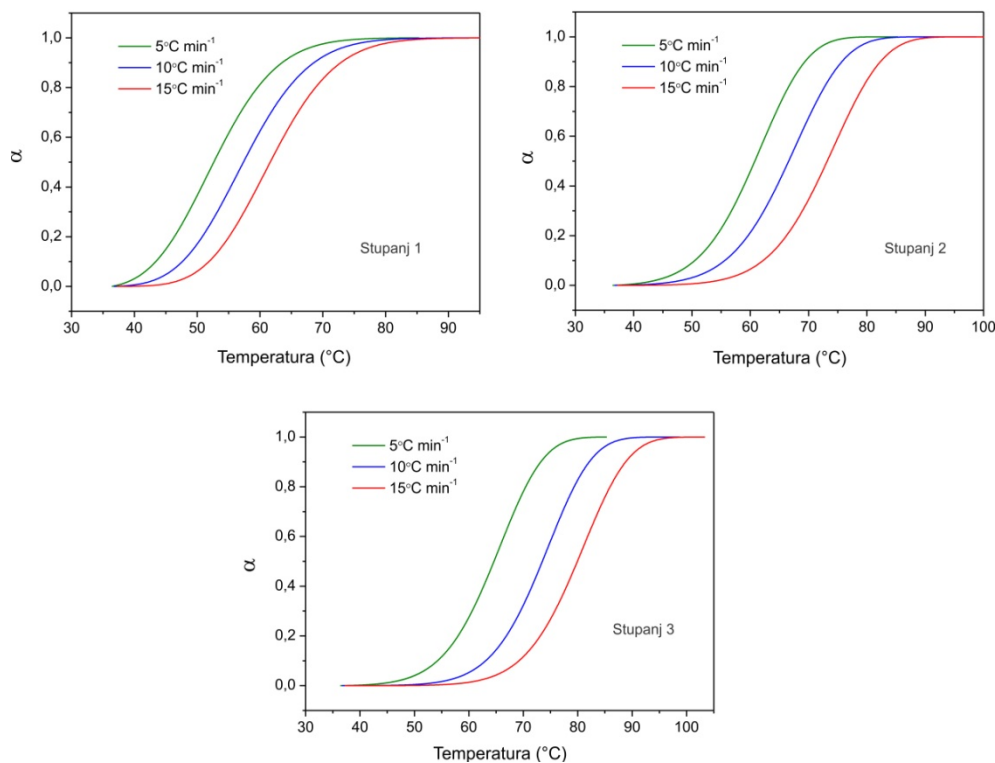 5°C min⁻¹
10°C min⁻¹
15°C min⁻¹
1,0
0,8
0,6
0,4
0,2
0,0
α
Stupanj 1
30 40 50 60 70 80 90
Temperatura (°C)
5°C min⁻¹
10°C min⁻¹
15°C min⁻¹
1,0
0,8
0,6
0,4
0,2
0,0
α
Stupanj 2
30 40 50 60 70 80 90 100
Temperatura (°C)
5°C min⁻¹
10°C min⁻¹
15°C min⁻¹
1,0
0,8
0,6
0,4
0,2
0,0
α
Stupanj 3
30 40 50 60 70 80 90 100
Temperatura (°C)